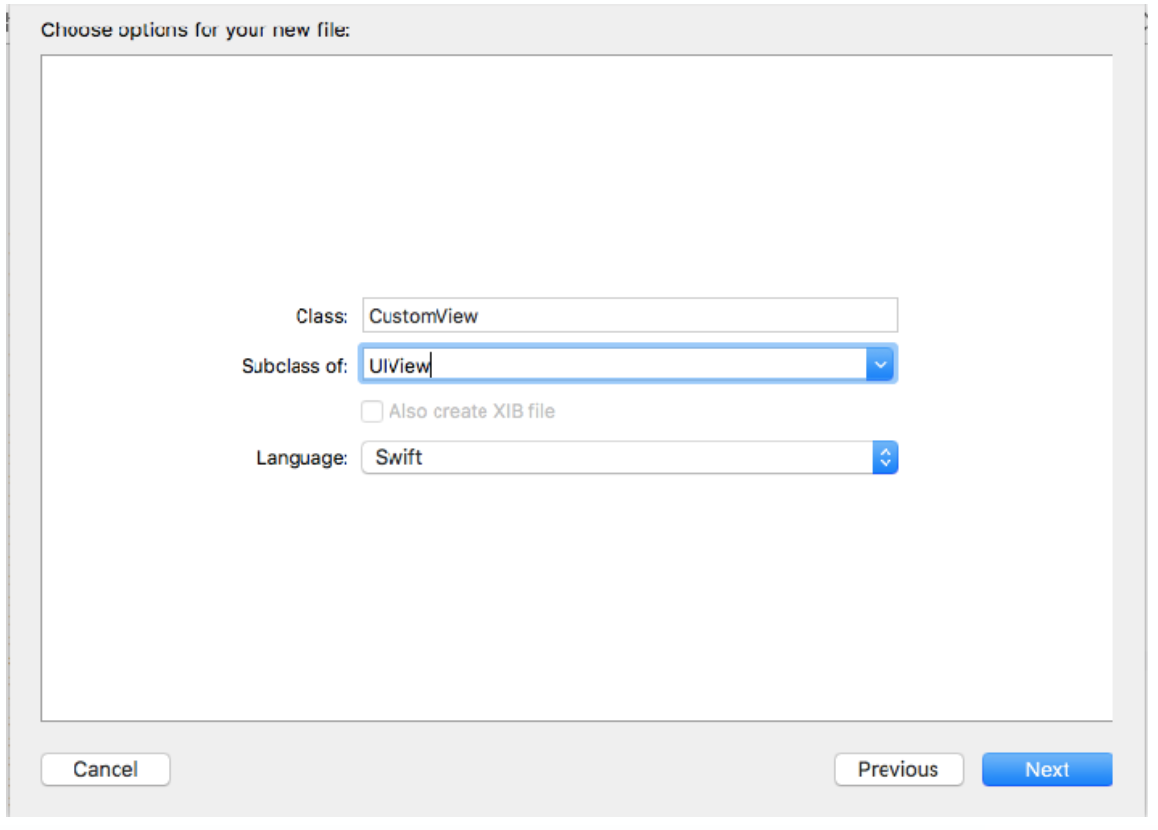 Choose options for your new file:
Class: CustomView
Subclass of: UIView
Also create XIB file
Language: Swift
Cancel Previous Next